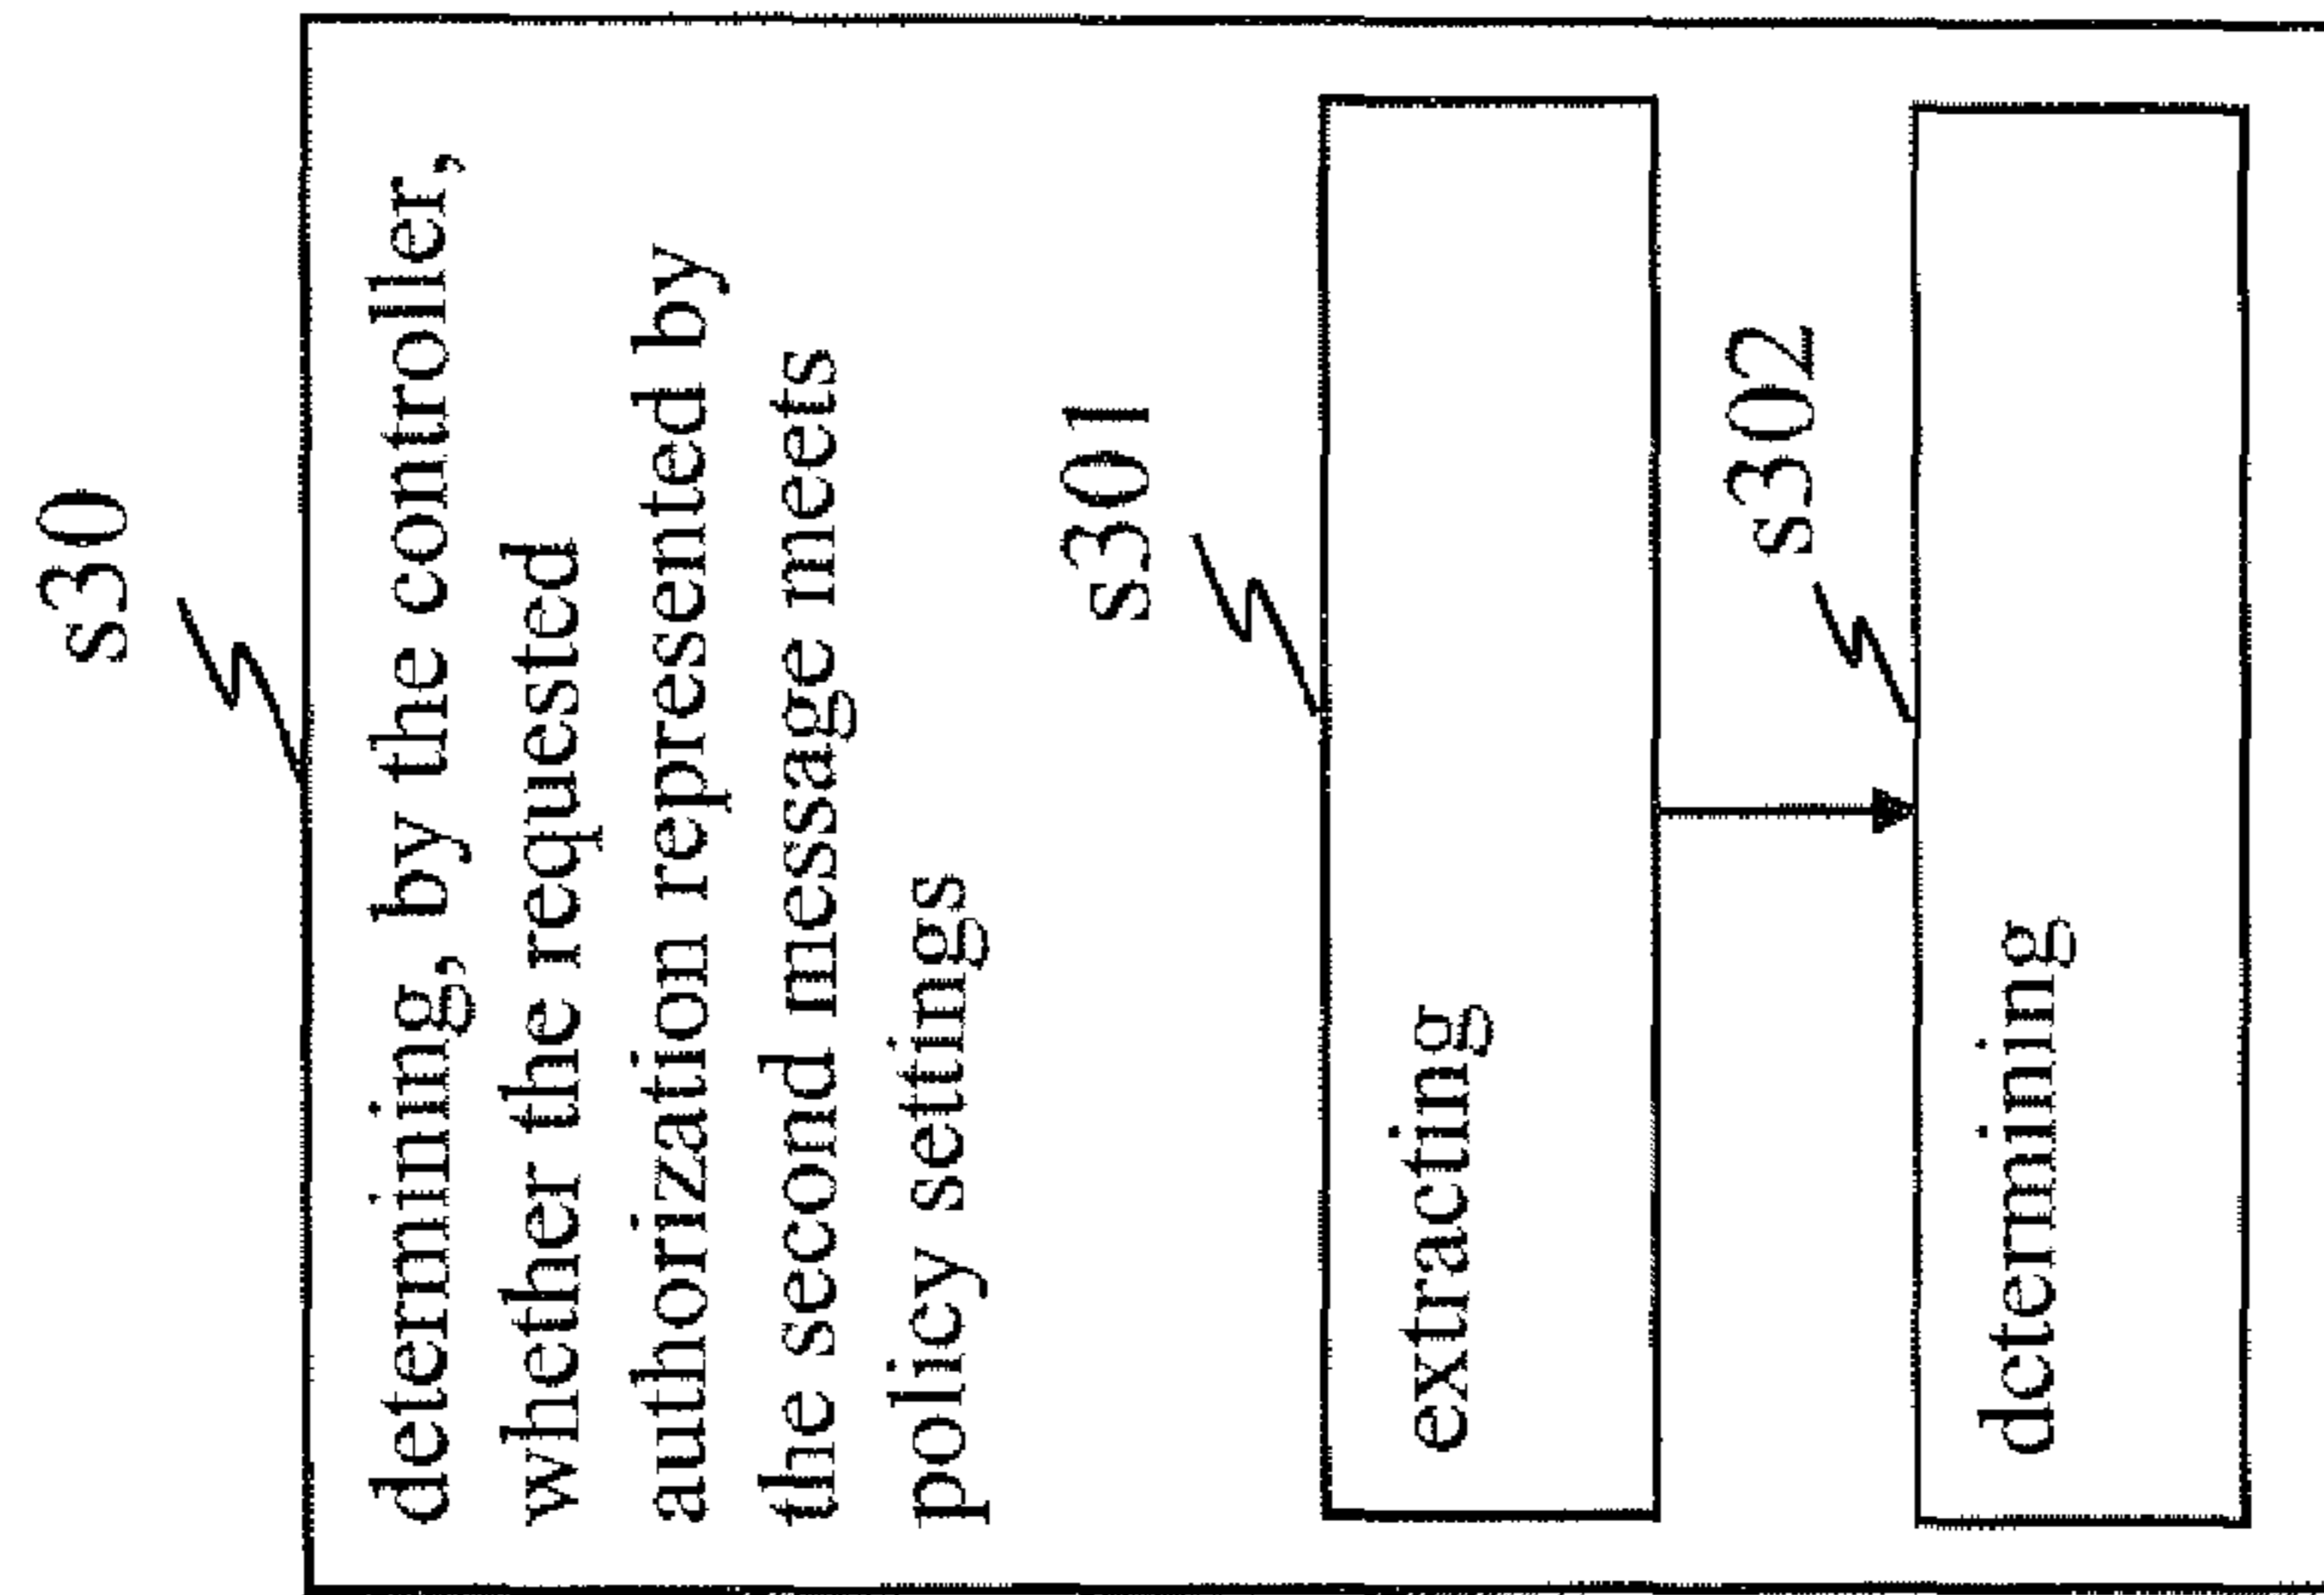 s30
determining, by the controller,
whether the requested
authorization represented by
the second message meets
policy settings
s301
extracting
s302
determining